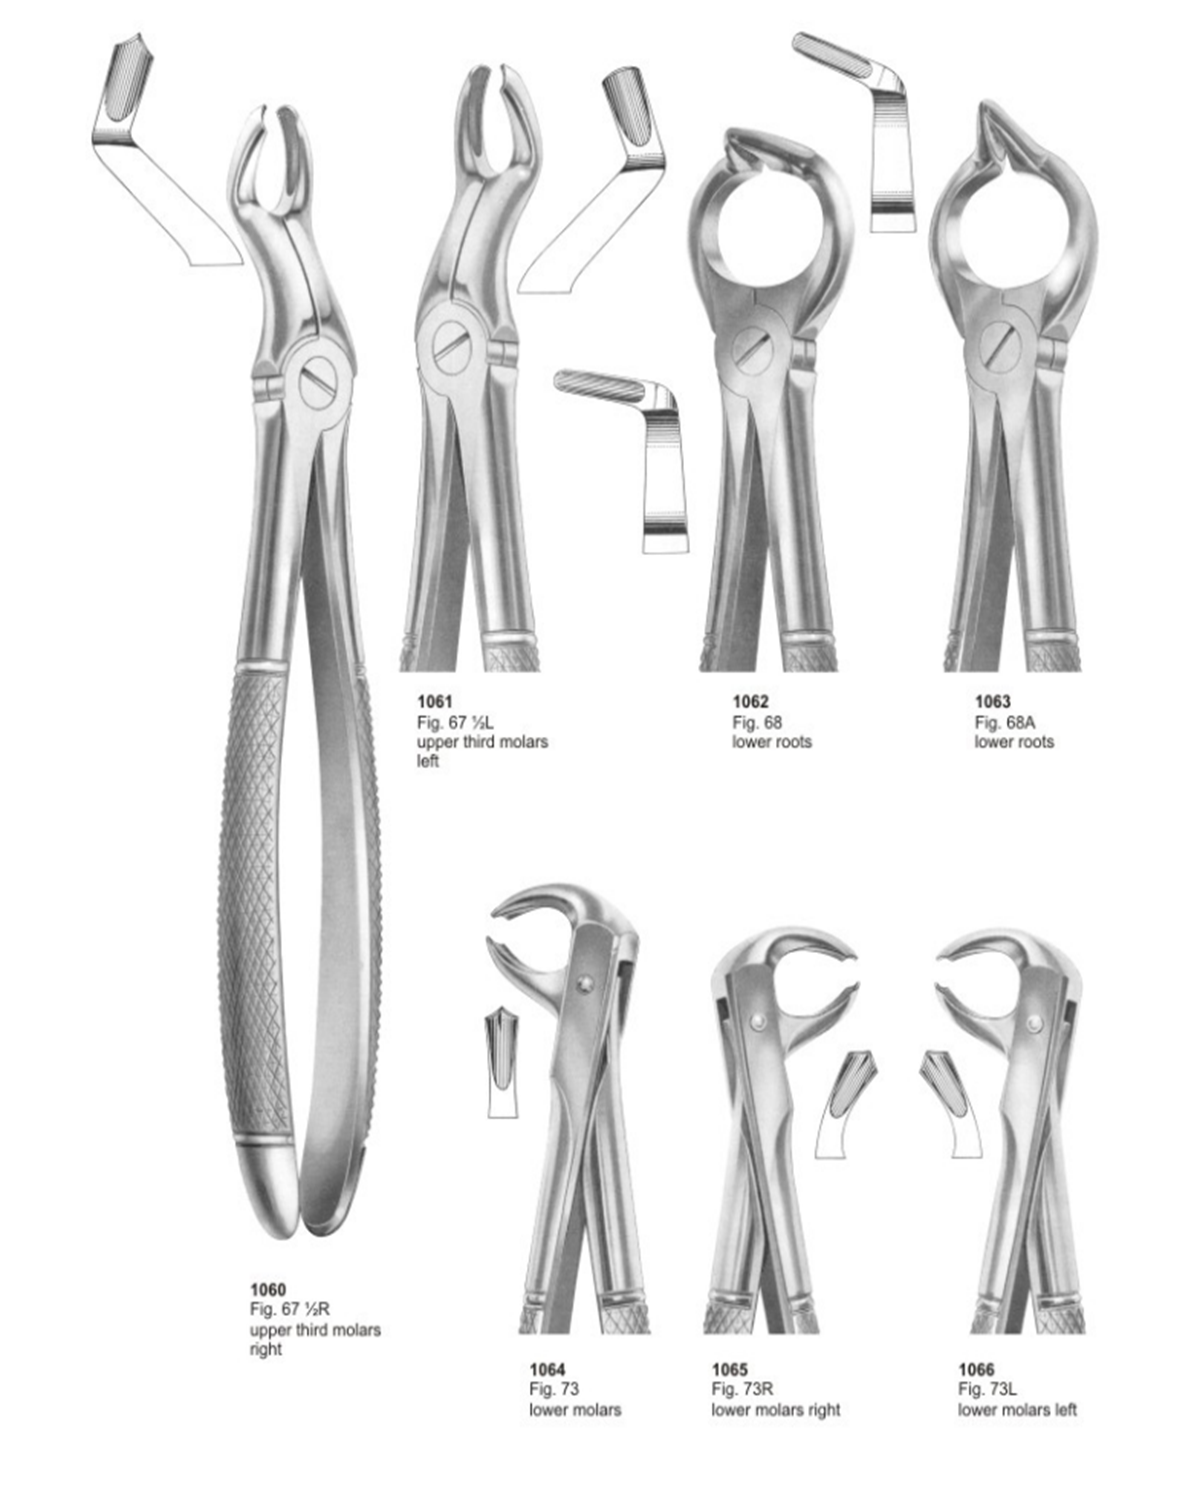 1061
Fig. 67 ½L
upper third molars
left
1062
Fig. 68
lower roots
1063
Fig. 68A
lower roots
1060
Fig. 67 ½R
upper third molars
right
1064
Fig. 73
lower molars
1065
Fig. 73R
lower molars right
1066
Fig. 73L
lower molars left